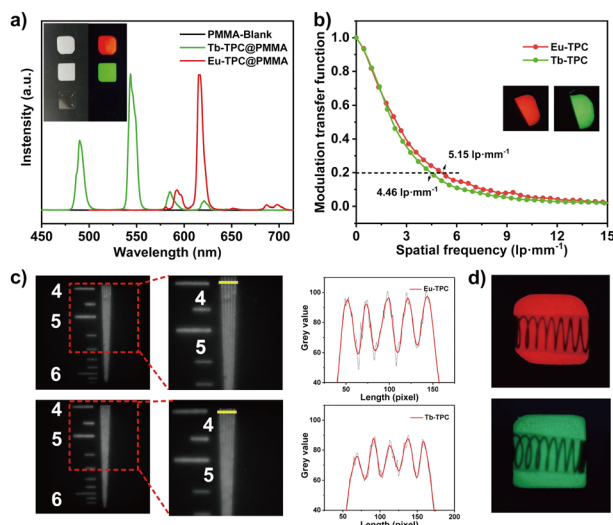 a)
PMMA-Blank
Tb-TPC@PMMA
Eu-TPC@PMMA
Instensity (a.u.)
450 500 550 600 650 700
Wavelength (nm)
b)
Modulation transfer function
1.0
0.8
0.6
0.4
0.2
0.0
Eu-TPC
Tb-TPC
5.15 lp·mm⁻¹
4.46 lp·mm⁻¹
0 3 6 9 12 15
Spatial frequency (lp·mm⁻¹)
c)
4
5
6
4
5
Grey value
100
80
60
40
Eu-TPC
50 100 150
Length (pixel)
4
5
6
4
5
Grey value
100
80
60
40
Tb-TPC
50 100 150 200
Length (pixel)
d)